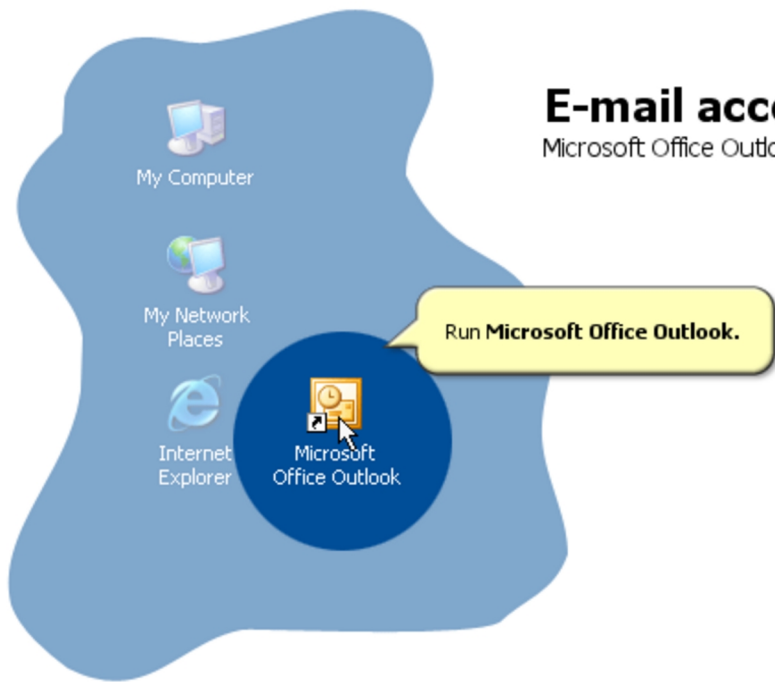 E-mail acc
Microsoft Office Outlo
My Computer
My Network
Places
Run Microsoft Office Outlook.
Internet
Explorer
Microsoft
Office Outlook